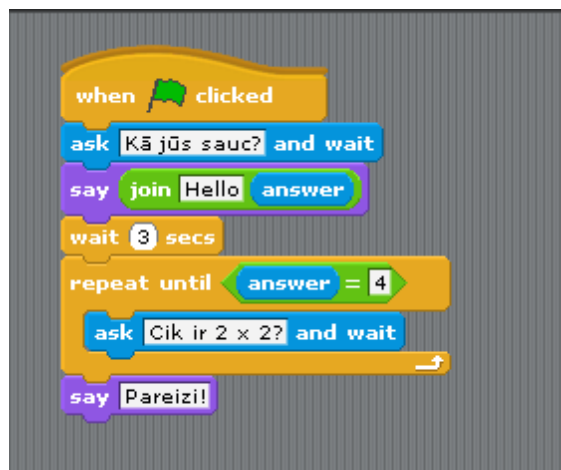 when clicked
ask Kā jūs sauc? and wait
say join Hello answer
wait 3 secs
repeat until answer = 4
ask Cik ir 2 x 2? and wait
say Pareizi!